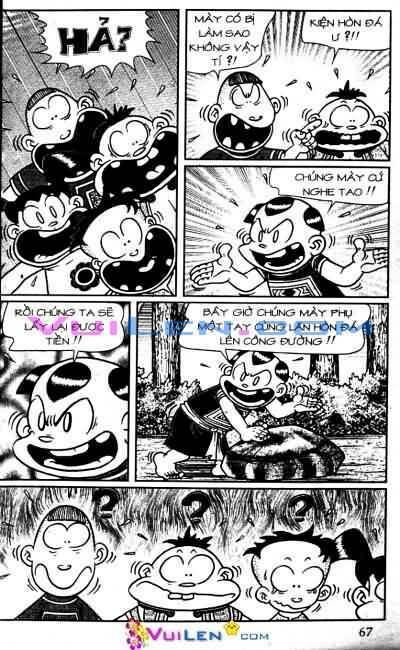 HẢ?
MÀY CÓ BỊ
LÀM SAO
KHÔNG VẬY
TÍ ?!
KIỆN HÒN ĐÁ
Ư ?!!
CHÚNG MÀY CỨ
NGHE TAO !!
RỒI CHÚNG TA SẼ
LẤY LẠI ĐƯỢC
TIỀN !!
BÂY GIỜ CHÚNG MÀY PHỤ
MỘT TAY CÙNG LĂN HÒN ĐÁ
LÊN CÔNG ĐƯỜNG !!
VUILEN.COM
?
?
?
67
VUILEN.COM